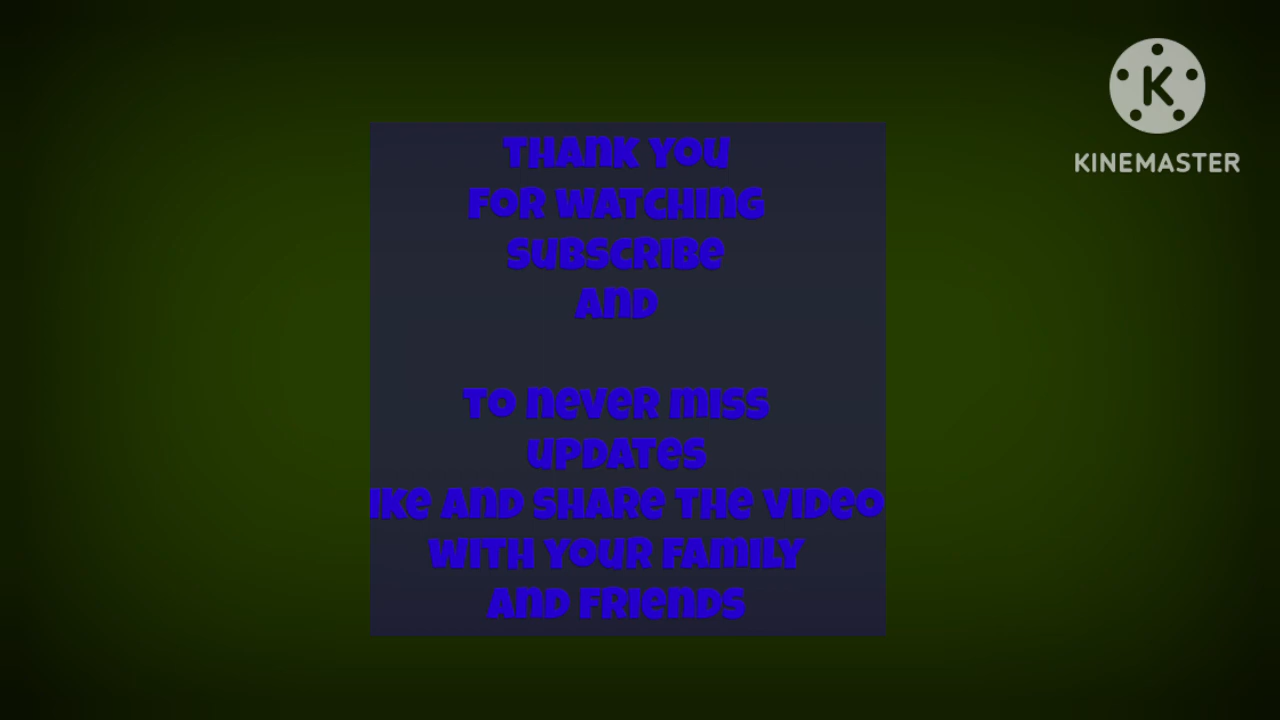 THANK YOU
FOR WATCHING
SUBSCRIBE
AND
TO NEVER MISS
UPDATES
IKE AND SHARE THE VIDEO
WITH YOUR FAMILY
AND FRIENDS
K
KINEMASTER